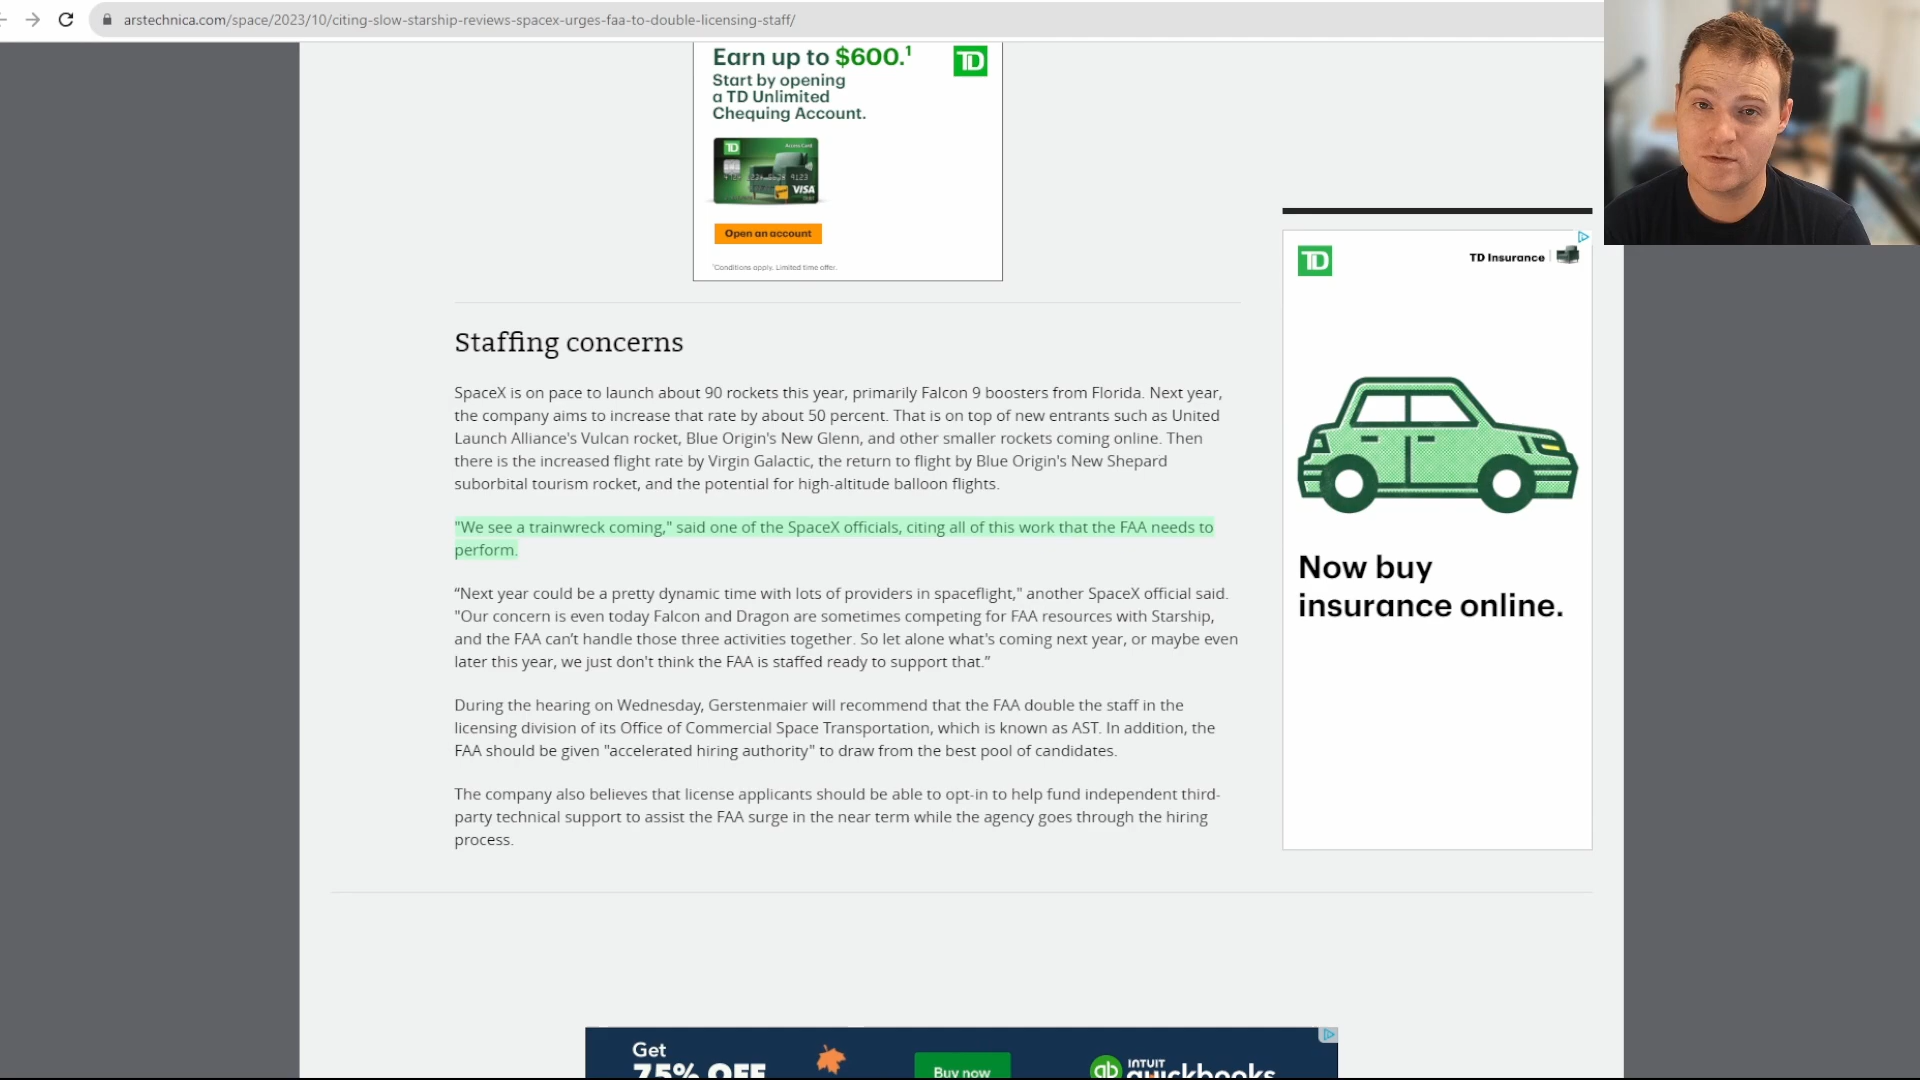 arstechnica.com/space/2023/10/citing-slow-starship-reviews-spacex-urges-faa-to-double-licensing-staff/
Earn up to $600.¹
TD
Start by opening
a TD Unlimited
Chequing Account.
TD
Access Card
VISA
Open an account
¹Conditions apply. Limited time offer.
TD
TD Insurance
Now buy
insurance online.
Staffing concerns
SpaceX is on pace to launch about 90 rockets this year, primarily Falcon 9 boosters from Florida. Next year,
the company aims to increase that rate by about 50 percent. That is on top of new entrants such as United
Launch Alliance's Vulcan rocket, Blue Origin's New Glenn, and other smaller rockets coming online. Then
there is the increased flight rate by Virgin Galactic, the return to flight by Blue Origin's New Shepard
suborbital tourism rocket, and the potential for high-altitude balloon flights.
"We see a trainwreck coming," said one of the SpaceX officials, citing all of this work that the FAA needs to
perform.
“Next year could be a pretty dynamic time with lots of providers in spaceflight," another SpaceX official said.
"Our concern is even today Falcon and Dragon are sometimes competing for FAA resources with Starship,
and the FAA can’t handle those three activities together. So let alone what's coming next year, or maybe even
later this year, we just don't think the FAA is staffed ready to support that.”
During the hearing on Wednesday, Gerstenmaier will recommend that the FAA double the staff in the
licensing division of its Office of Commercial Space Transportation, which is known as AST. In addition, the
FAA should be given "accelerated hiring authority" to draw from the best pool of candidates.
The company also believes that license applicants should be able to opt-in to help fund independent third-
party technical support to assist the FAA surge in the near term while the agency goes through the hiring
process.
Get
75% OFF
Buy now
qb
INTUIT
quickbooks